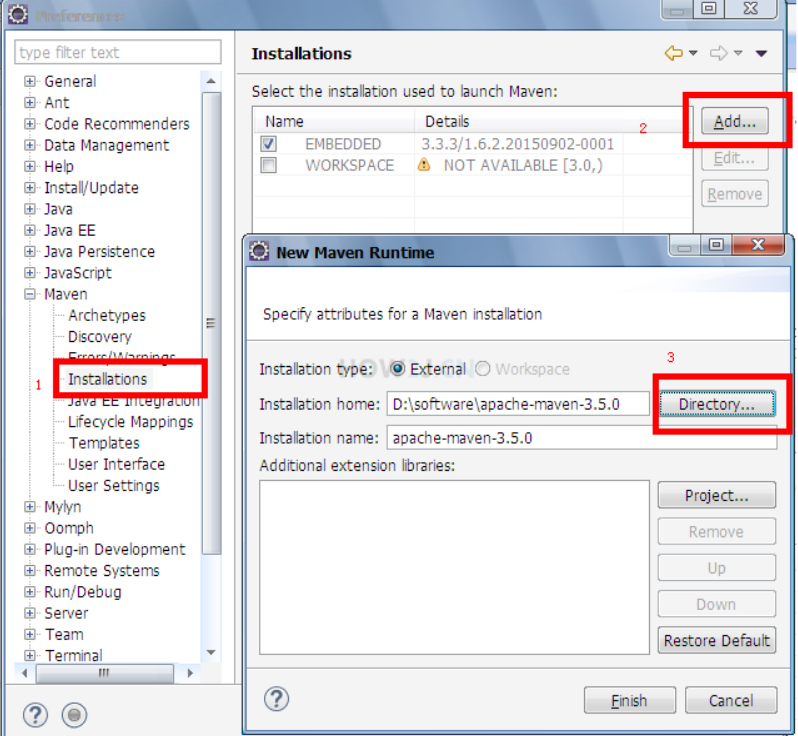 Preferences
type filter text
General
Ant
Code Recommenders
Data Management
Help
Install/Update
Java
Java EE
Java Persistence
JavaScript
Maven
Archetypes
Discovery
Errors/Warnings
1
Installations
Java EE Integration
Lifecycle Mappings
Templates
User Interface
User Settings
Mylyn
Oomph
Plug-in Development
Remote Systems
Run/Debug
Server
Team
Terminal
Installations
Select the installation used to launch Maven:
Name Details
2
Add...
EMBEDDED 3.3.3/1.6.2.20150902-0001
Edit...
WORKSPACE NOT AVAILABLE [3.0,)
Remove
New Maven Runtime
Specify attributes for a Maven installation
3
Installation type: External Workspace
Installation home: D:\software\apache-maven-3.5.0 Directory...
Installation name: apache-maven-3.5.0
Additional extension libraries:
Project...
Remove
Up
Down
Restore Default
Finish Cancel